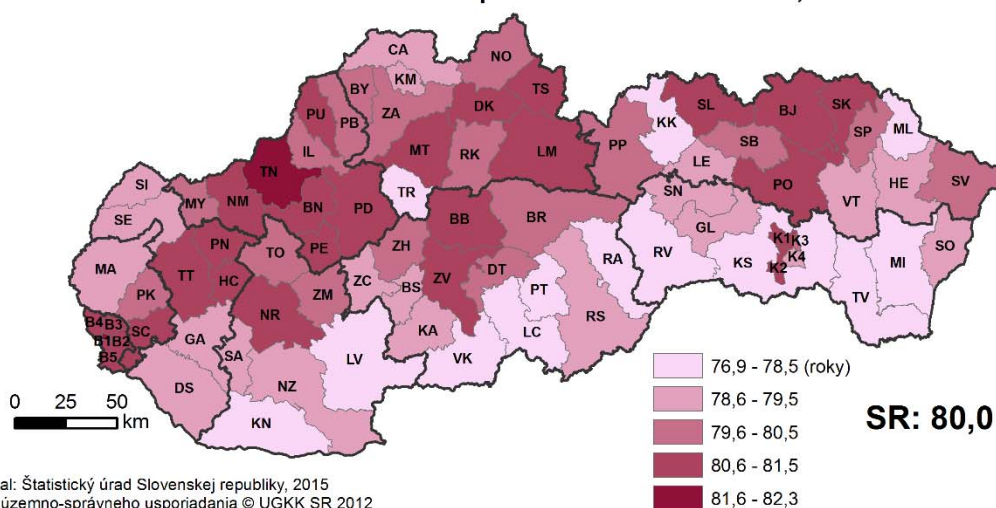 CA
NO
KM
BY
TS
PU
PB
ZA
DK
SL
BJ
SK
KK
ML
SP
IL
MT
RK
LM
PP
SB
LE
TN
PO
HE
SV
SI
TR
SN
VT
MY
NM
BN
PD
SE
BB
BR
GL
PN
PE
TO
ZH
K1
K3
K4
K2
SO
MA
TT
HC
RA
RV
KS
MI
PK
ZM
ZC
BS
ZV
DT
PT
TV
B4
B3
SC
NR
B1
B2
GA
KA
RS
B5
SA
LV
LC
VK
DS
NZ
KN
0 25 50
km
76,9 - 78,5 (roky)
78,6 - 79,5
79,6 - 80,5
80,6 - 81,5
81,6 - 82,3
SR: 80,0
al: Štatistický úrad Slovenskej republiky, 2015
územno-správneho usporiadania © UGKK SR 2012